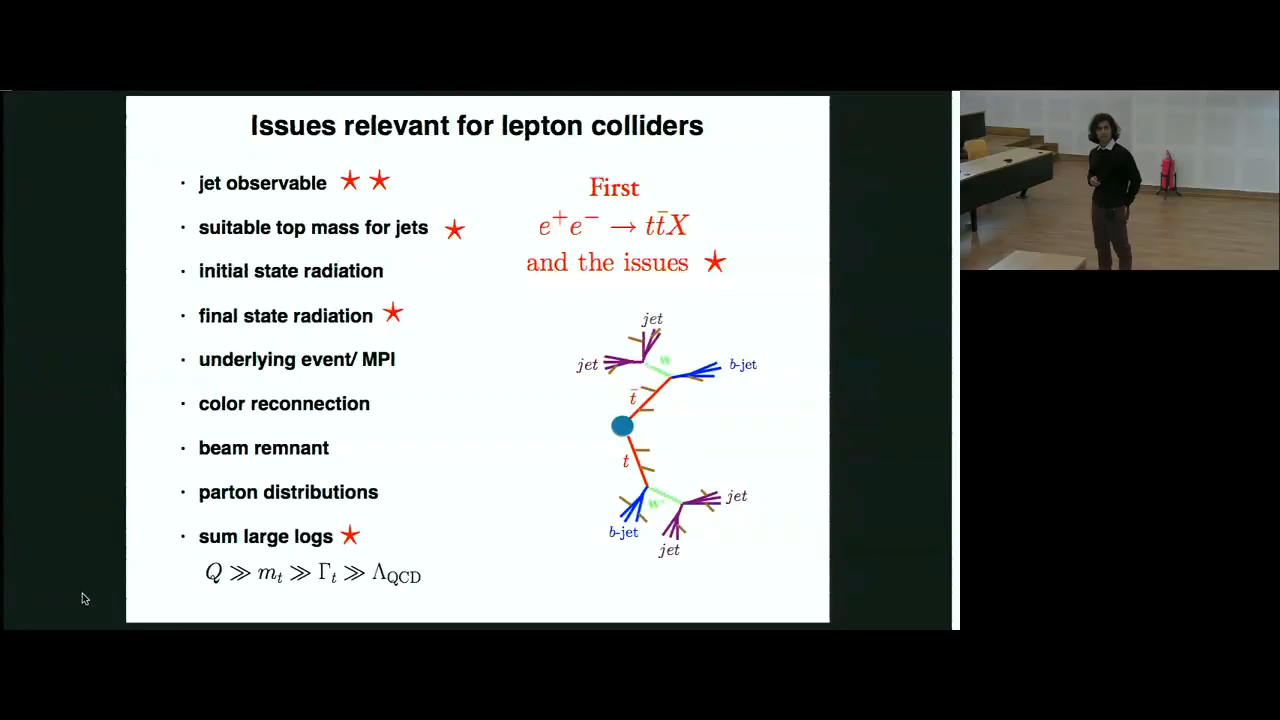 Issues relevant for lepton colliders
· jet observable ★ ★
· suitable top mass for jets ★
· initial state radiation
· final state radiation ★
· underlying event/ MPI
· color reconnection
· beam remnant
· parton distributions
· sum large logs ★
Q ≫ mₜ ≫ Γₜ ≫ Λ_QCD
First
e⁺e⁻ → tt̄X
and the issues ★
jet
jet
W
b-jet
t̄
t
W
jet
b-jet
jet